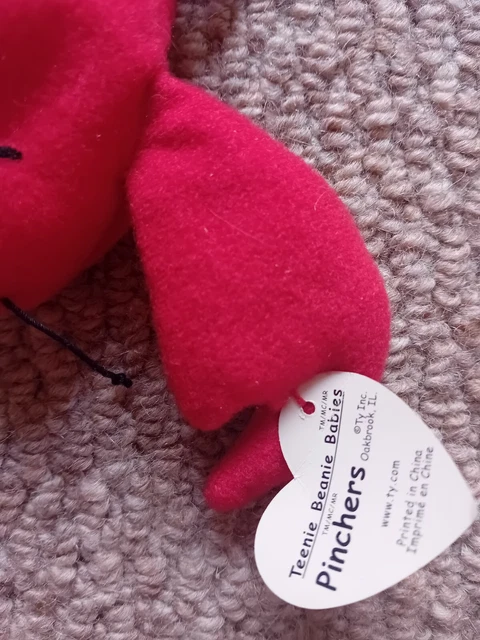 TM/MC/MR
Teenie Beanie Babies
TM/MC/MR
Pinchers
©Ty Inc.
Oakbrook, IL.
www.ty.com
Printed in China
Imprimé en Chine